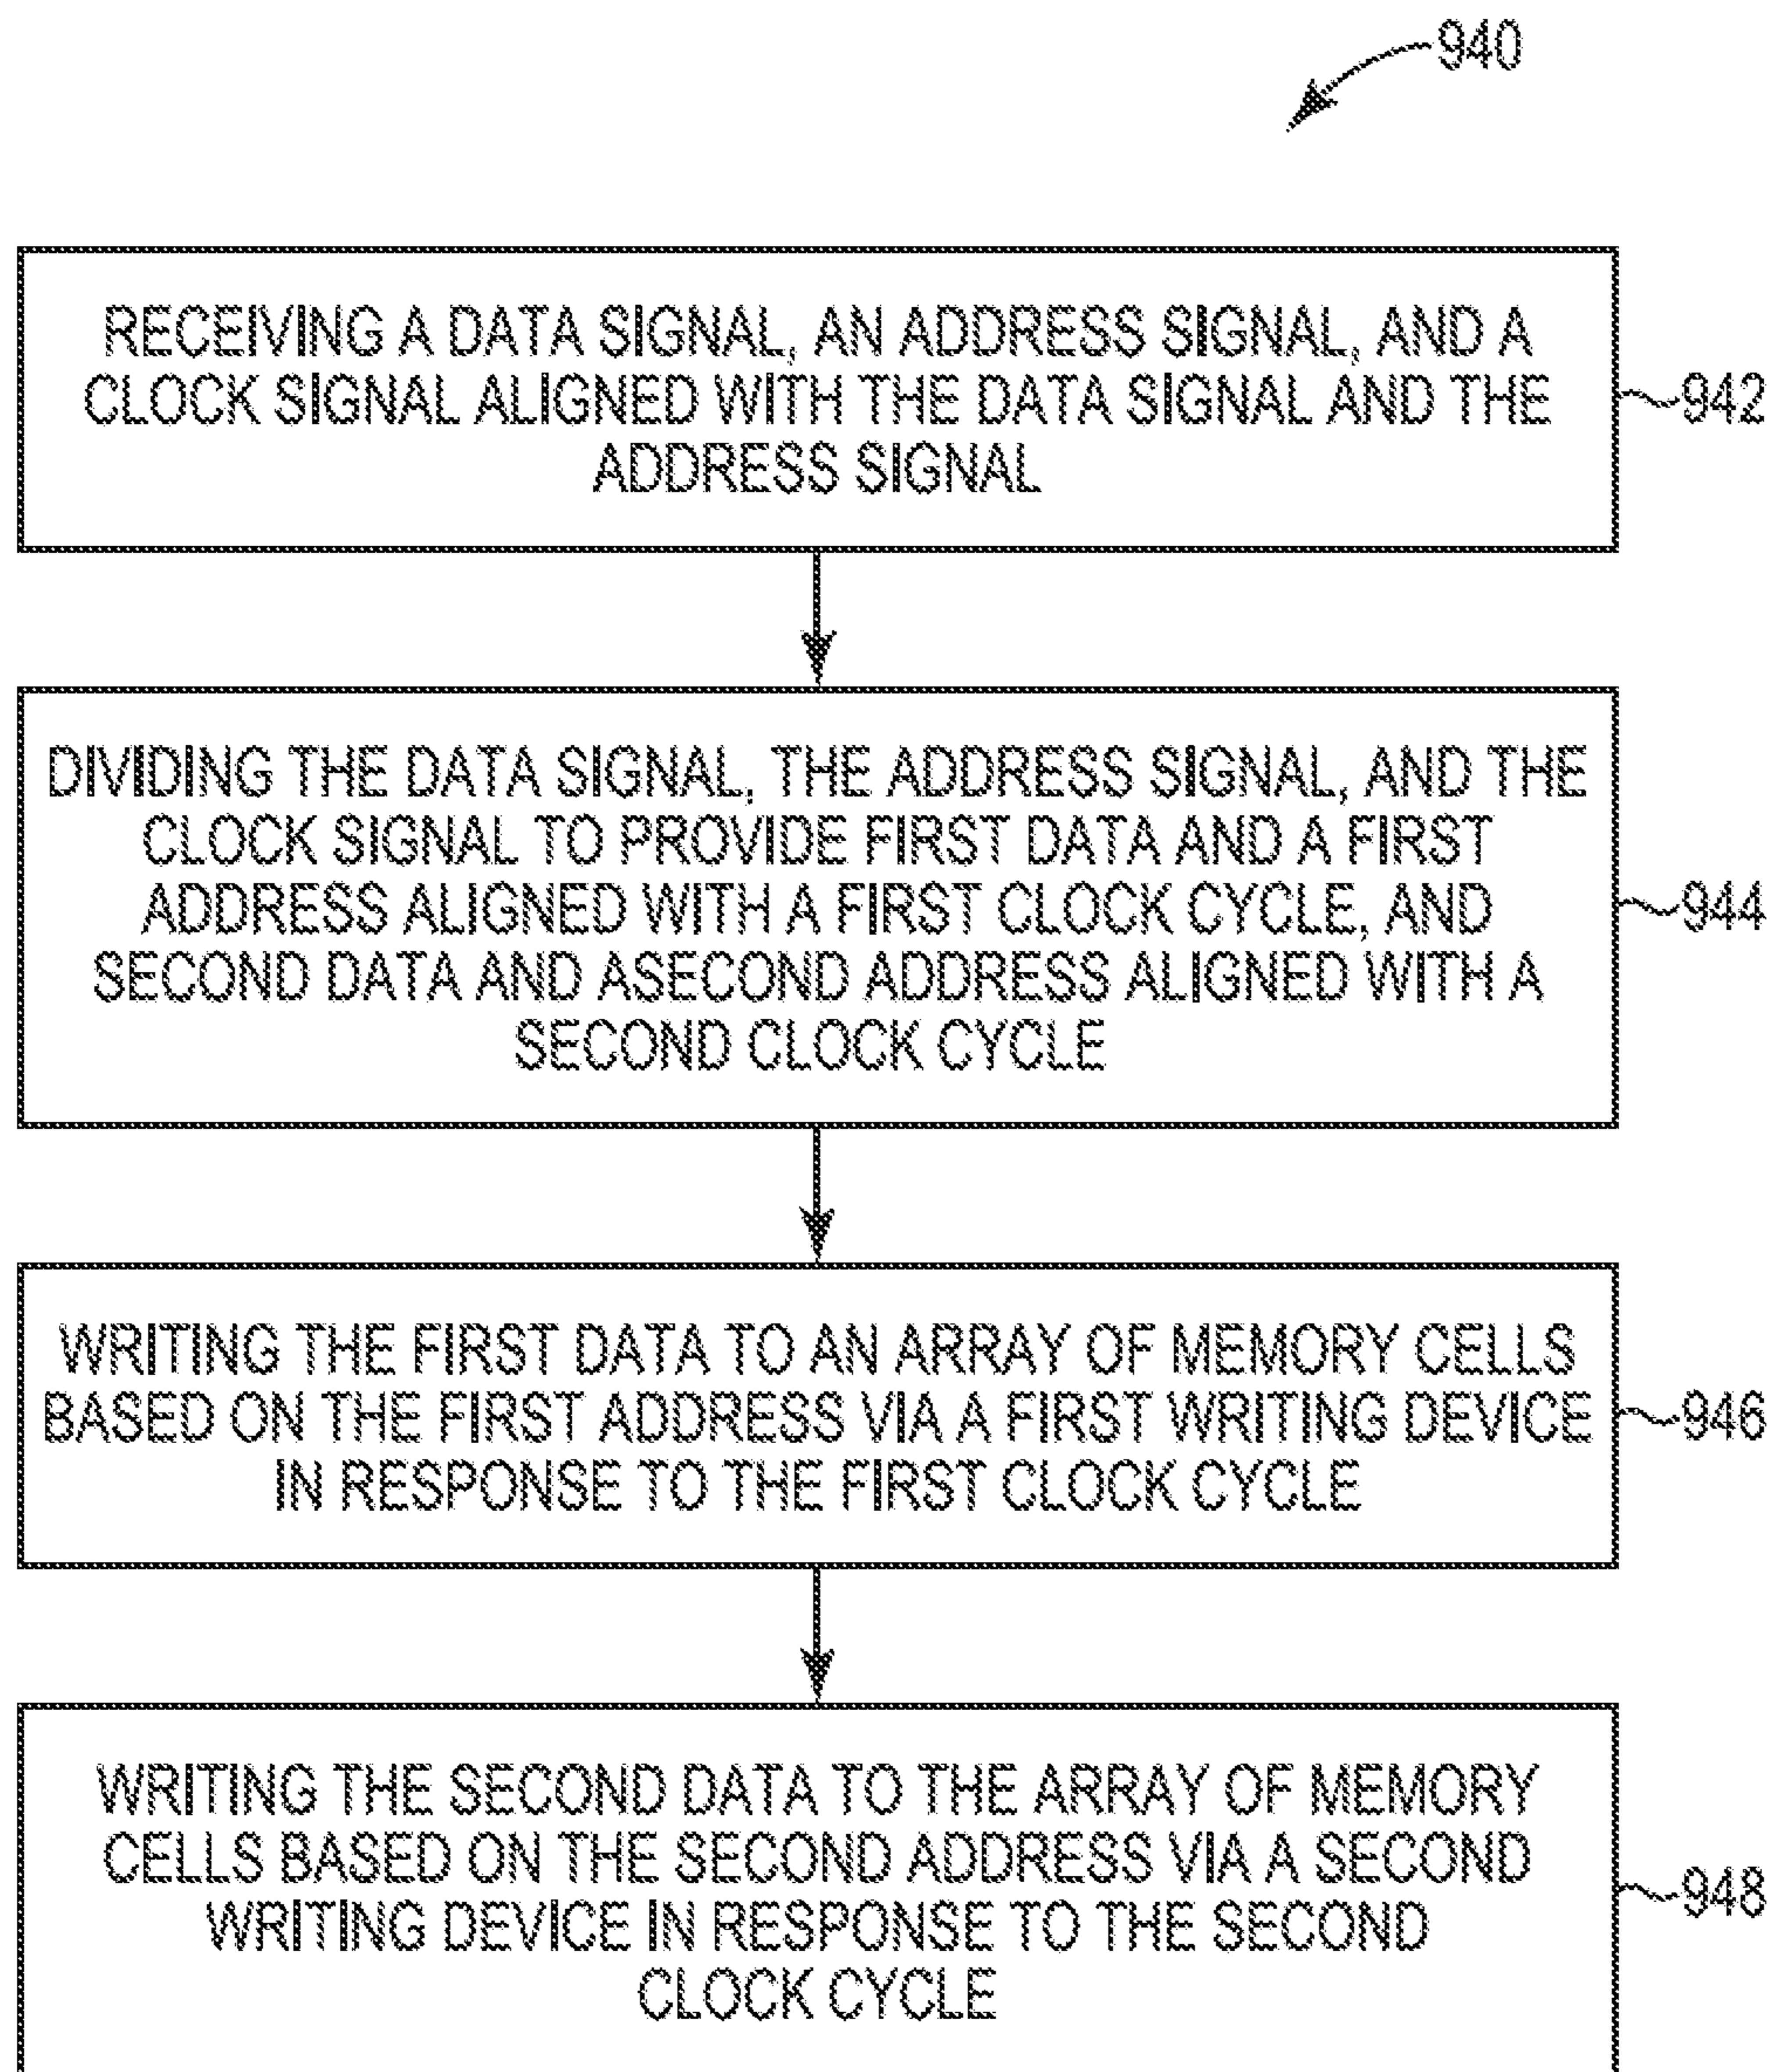 940
RECEIVING A DATA SIGNAL, AN ADDRESS SIGNAL, AND A
CLOCK SIGNAL ALIGNED WITH THE DATA SIGNAL AND THE
ADDRESS SIGNAL
942
DIVIDING THE DATA SIGNAL, THE ADDRESS SIGNAL, AND THE
CLOCK SIGNAL TO PROVIDE FIRST DATA AND A FIRST
ADDRESS ALIGNED WITH A FIRST CLOCK CYCLE, AND
SECOND DATA AND ASECOND ADDRESS ALIGNED WITH A
SECOND CLOCK CYCLE
944
WRITING THE FIRST DATA TO AN ARRAY OF MEMORY CELLS
BASED ON THE FIRST ADDRESS VIA A FIRST WRITING DEVICE
IN RESPONSE TO THE FIRST CLOCK CYCLE
946
WRITING THE SECOND DATA TO THE ARRAY OF MEMORY
CELLS BASED ON THE SECOND ADDRESS VIA A SECOND
WRITING DEVICE IN RESPONSE TO THE SECOND
CLOCK CYCLE
948